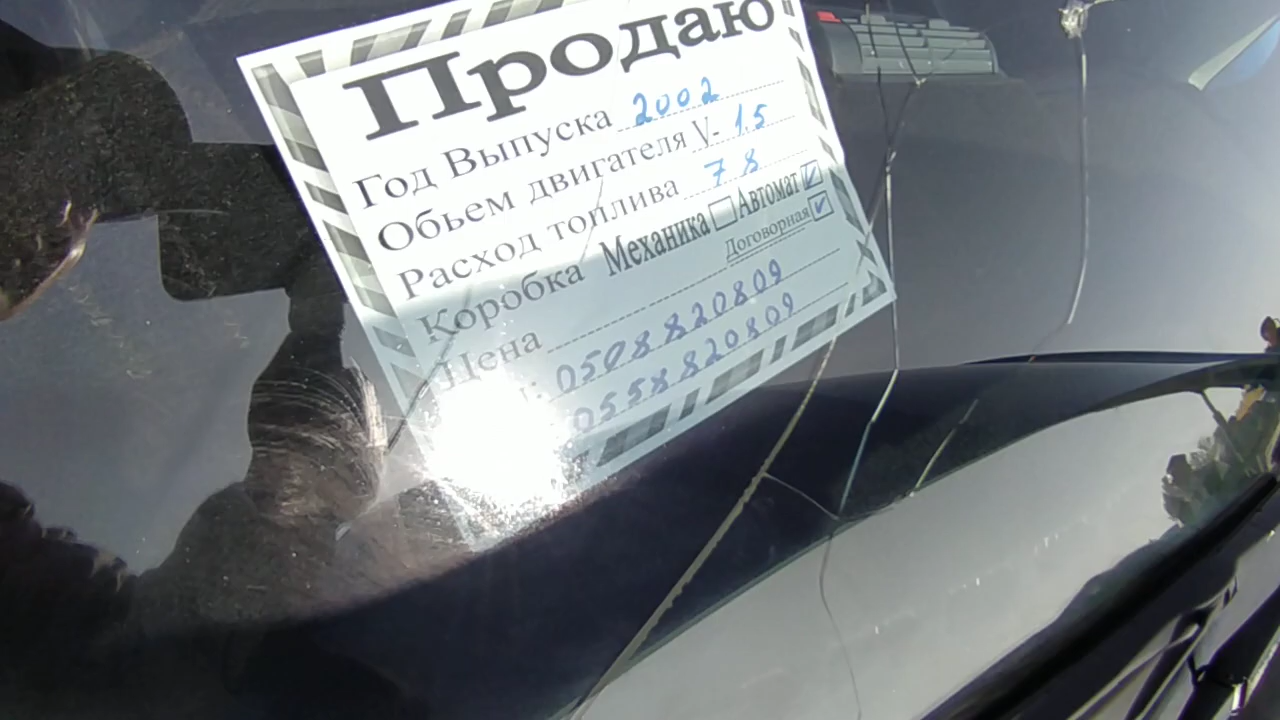 Продаю
Год Выпуска 2002
Обьем двигателя V- 1.5
Расход топлива 7 8
Коробка Механика Автомат
Цена Договорная
0508820809
0558820809